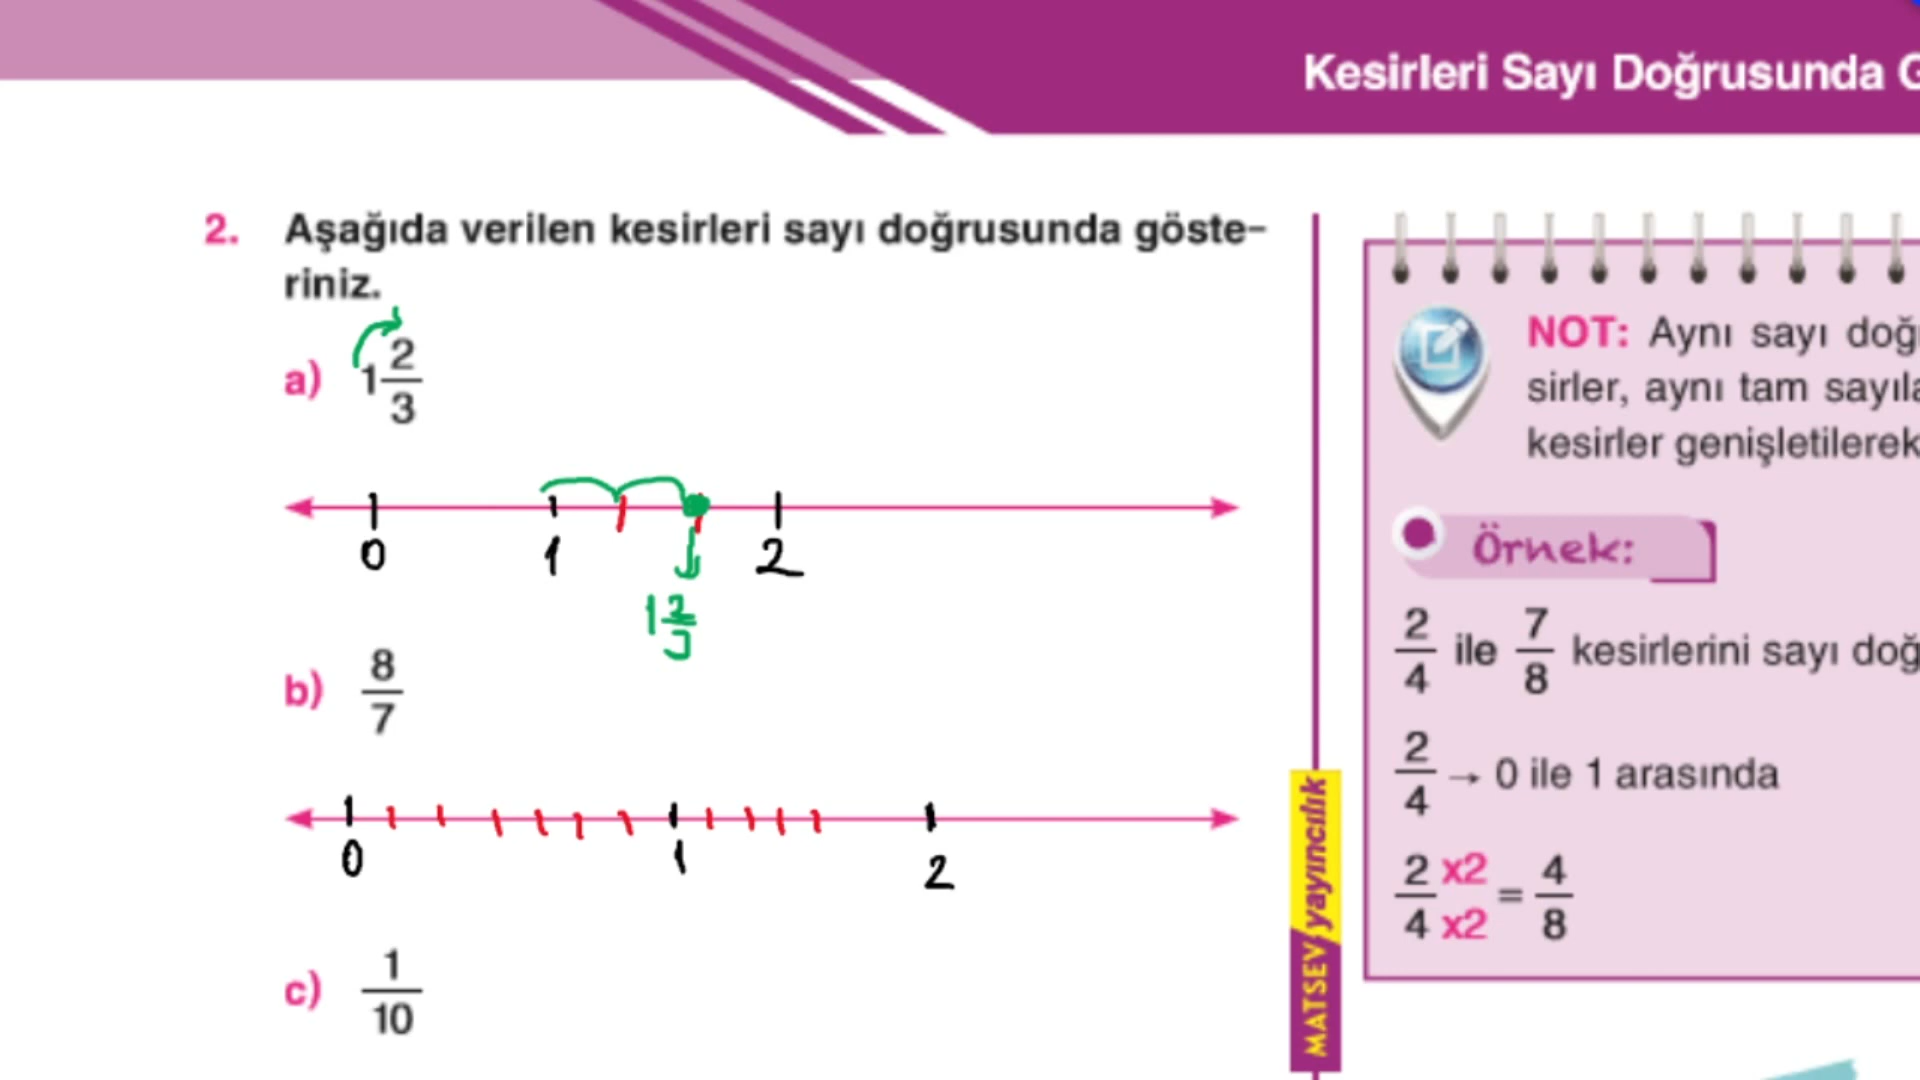 Kesirleri Sayı Doğrusunda
2. Aşağıda verilen kesirleri sayı doğrusunda göste-
riniz.
a) 1 2/3
0 1 2
1 2/3
b) 8/7
0 1 2
c) 1/10
MATSEV yayıncılık
NOT: Aynı sayı doğ
sirler, aynı tam sayıla
kesirler genişletilerek
Örnek:
2/4 ile 7/8 kesirlerini sayı doğ
2/4 → 0 ile 1 arasında
2/4 x2/x2 = 4/8